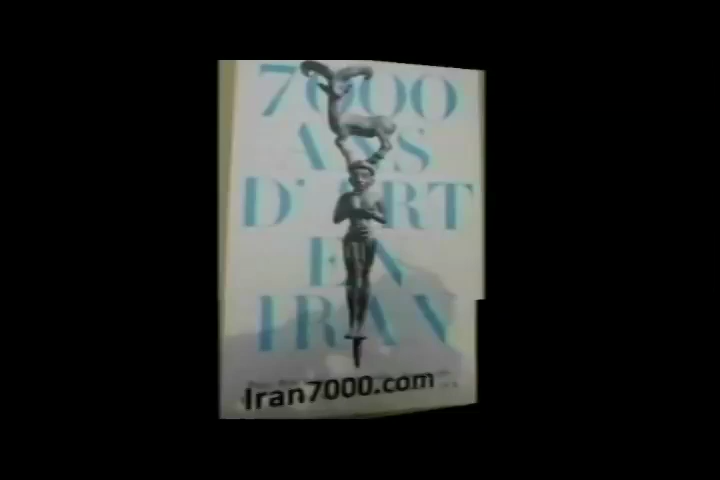 7000
ANS
D'ART
EN
IRAN
Iran7000.com